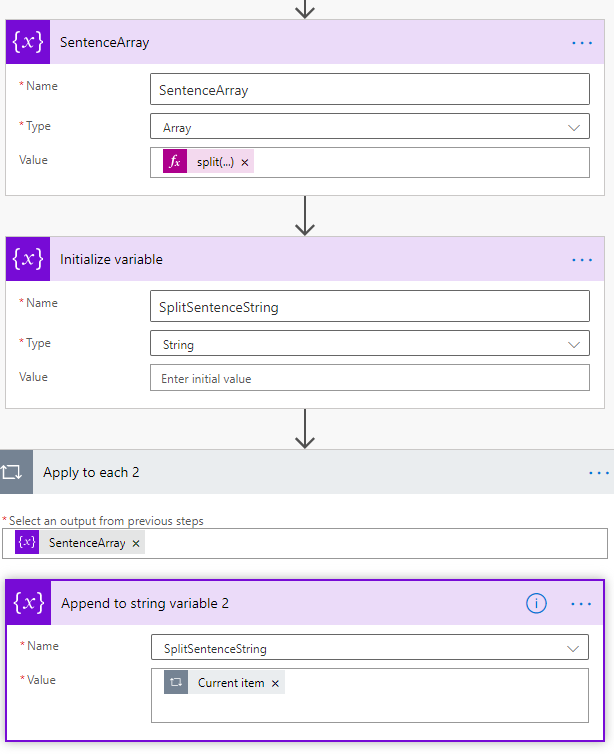 {x} SentenceArray ...
* Name SentenceArray
* Type Array
Value fx split(...) ×
{x} Initialize variable ...
* Name SplitSentenceString
* Type String
Value Enter initial value
Apply to each 2 ...
* Select an output from previous steps
{x} SentenceArray ×
{x} Append to string variable 2 i ...
* Name SplitSentenceString
* Value Current item ×